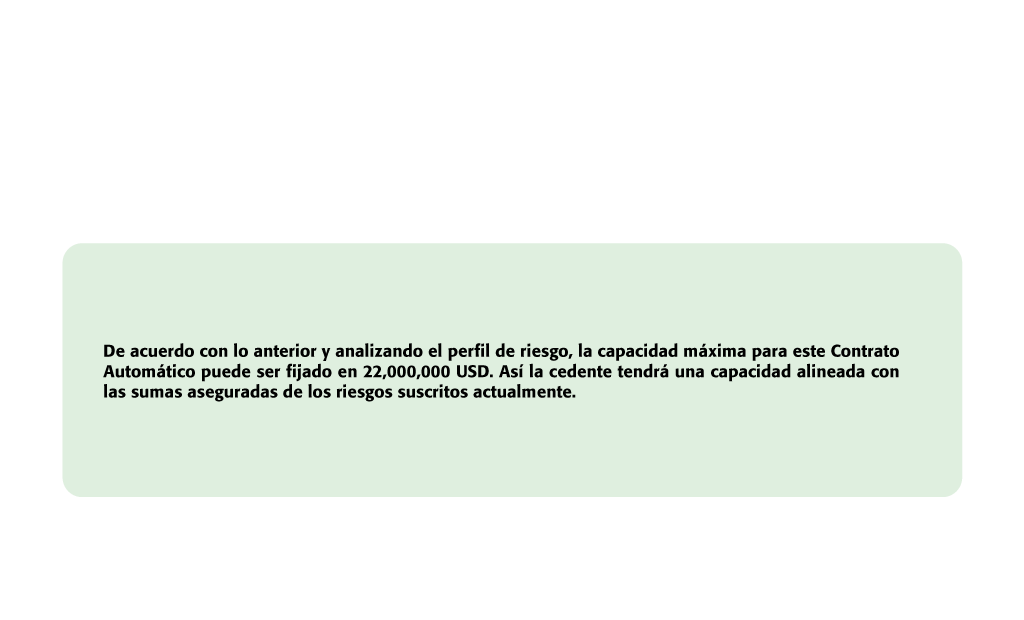 De acuerdo con lo anterior y analizando el perfil de riesgo, la capacidad máxima para este Contrato
Automático puede ser fijado en 22,000,000 USD. Así la cedente tendrá una capacidad alineada con
las sumas aseguradas de los riesgos suscritos actualmente.